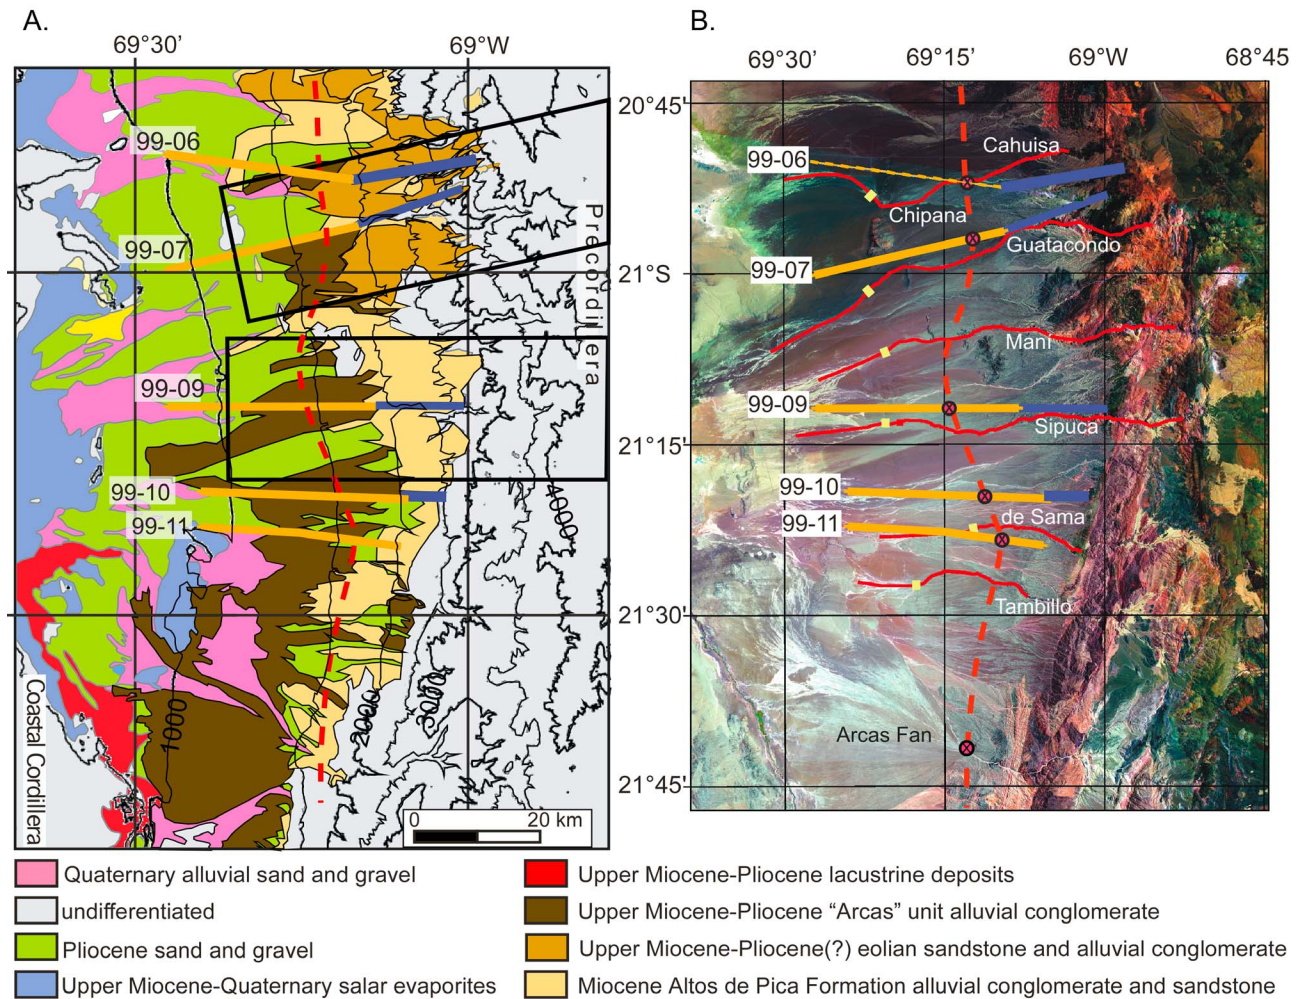 A.
B.
69°30’
69°W
69°30’
69°15’
69°W
68°45’
20°45’
21°S
21°15’
21°30’
21°45’
99-06
99-07
99-09
99-10
99-11
Precordillera
Coastal Cordillera
1000
2000
3000
4000
0
20 km
99-06
99-07
99-09
99-10
99-11
Cahuisa
Chipana
Guatacondo
Maní
Sipuca
de Sama
Tambillo
Arcas Fan
Quaternary alluvial sand and gravel
undifferentiated
Pliocene sand and gravel
Upper Miocene-Quaternary salar evaporites
Upper Miocene-Pliocene lacustrine deposits
Upper Miocene-Pliocene “Arcas” unit alluvial conglomerate
Upper Miocene-Pliocene(?) eolian sandstone and alluvial conglomerate
Miocene Altos de Pica Formation alluvial conglomerate and sandstone